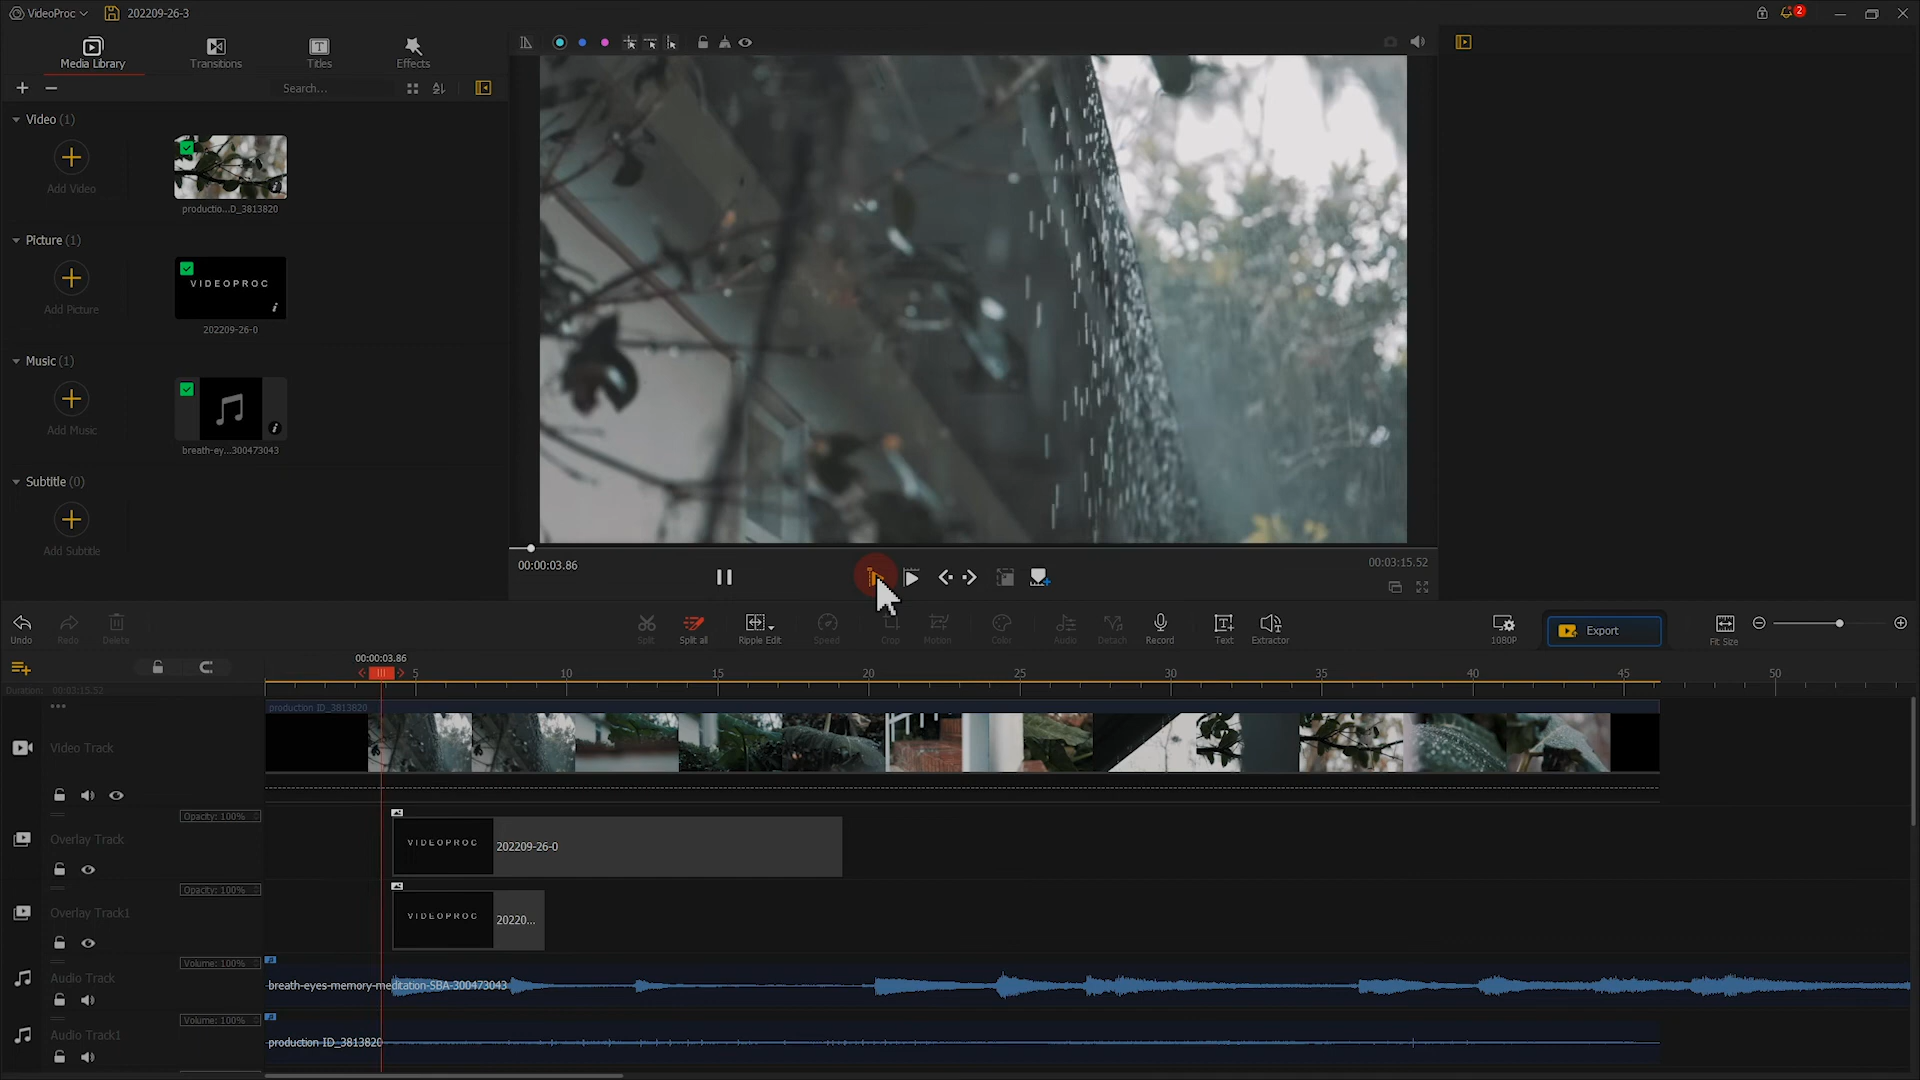 VideoProc
202209-26-3
2
Media Library
Transitions
Titles
Effects
Search...
Video (1)
Add Video
productio...D_3813820
Picture (1)
Add Picture
VIDEOPROC
202209-26-0
Music (1)
Add Music
breath-ey...300473043
Subtitle (0)
Add Subtitle
00:00:03.86
00:03:15.52
Undo
Redo
Delete
Split
Split all
Ripple Edit
Speed
Crop
Motion
Color
Audio
Detach
Record
Text
Extractor
1080P
Export
Fit Size
00:00:03.86
5
10
15
20
25
30
35
40
45
50
Duration: 00:03:15.52
production ID_3813820
Video Track
Opacity: 100%
Overlay Track
VIDEOPROC
202209-26-0
Opacity: 100%
Overlay Track1
VIDEOPROC
20220...
Volume: 100%
Audio Track
breath-eyes-memory-meditation-SBA-300473043
Volume: 100%
Audio Track1
production ID_3813820